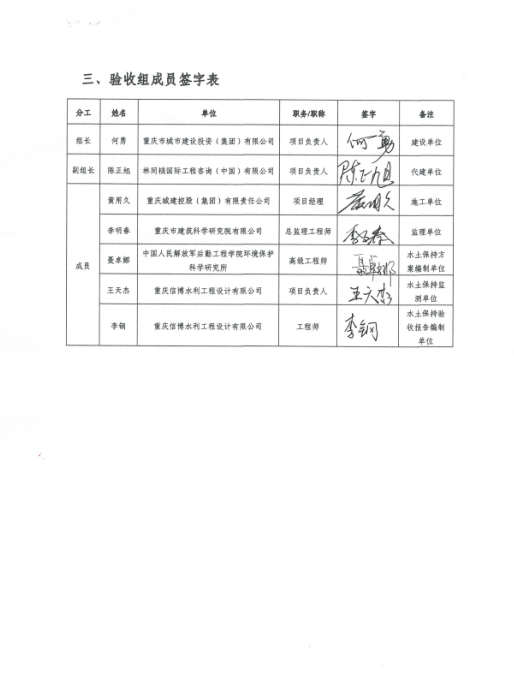 三、验收组成员签字表
分工 姓名 单位 职务/职称 签字 备注
组长 何勇 重庆市城市建设投资（集团）有限公司 项目负责人 何勇 建设单位
副组长 陈正旭 林同棪国际工程咨询（中国）有限公司 项目负责人 陈正旭 代建单位
成员 黄用久 重庆城建控股（集团）有限责任公司 项目经理 黄用久 施工单位
李明春 重庆市建筑科学研究院有限公司 总监理工程师 李明春 监理单位
聂卓娜 中国人民解放军后勤工程学院环境保护
科学研究所 高级工程师 聂卓娜 水土保持方
案编制单位
王天杰 重庆信博水利工程设计有限公司 项目负责人 王天杰 水土保持监
测单位
李钢 重庆信博水利工程设计有限公司 工程师 李钢 水土保持验
收报告编制
单位